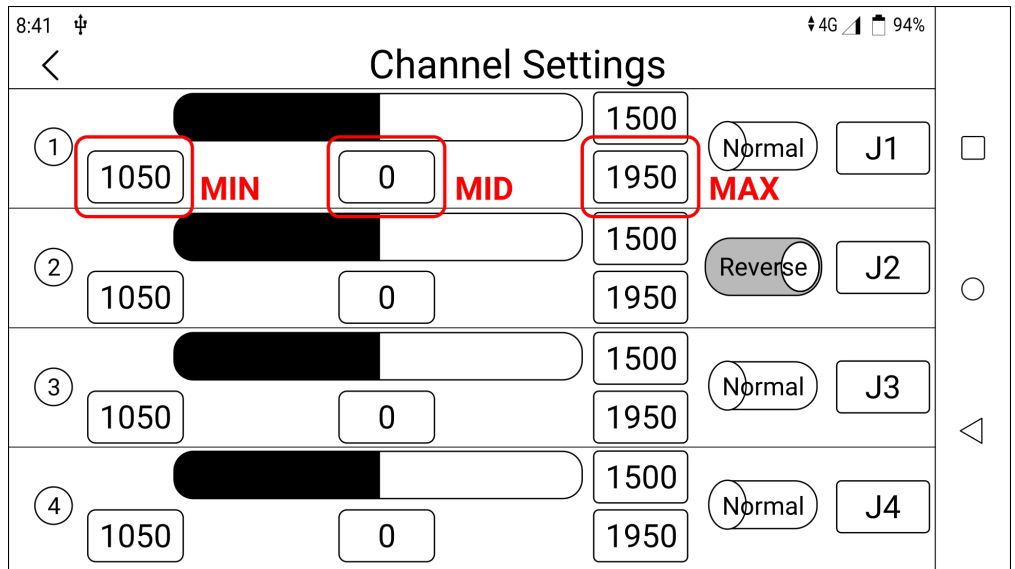 8:41 4G 94%
Channel Settings
1500
1 Normal J1
1050 MIN 0 MID 1950 MAX
1500
2 Reverse J2
1050 0 1950
1500
3 Normal J3
1050 0 1950
1500
4 Normal J4
1050 0 1950